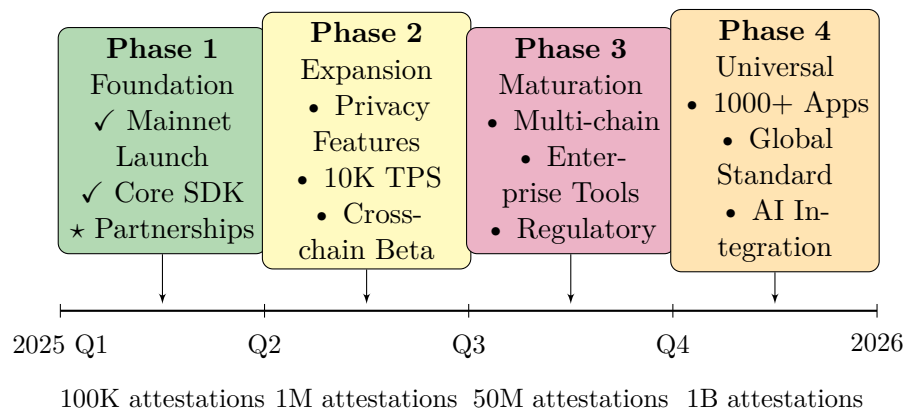 Phase 1
Foundation
✓ Mainnet
Launch
✓ Core SDK
⋆ Partnerships
Phase 2
Expansion
• Privacy
Features
• 10K TPS
• Cross-
chain Beta
Phase 3
Maturation
• Multi-chain
• Enter-
prise Tools
• Regulatory
Phase 4
Universal
• 1000+ Apps
• Global
Standard
• AI In-
tegration
2025 Q1 Q2 Q3 Q4 2026
100K attestations 1M attestations 50M attestations 1B attestations